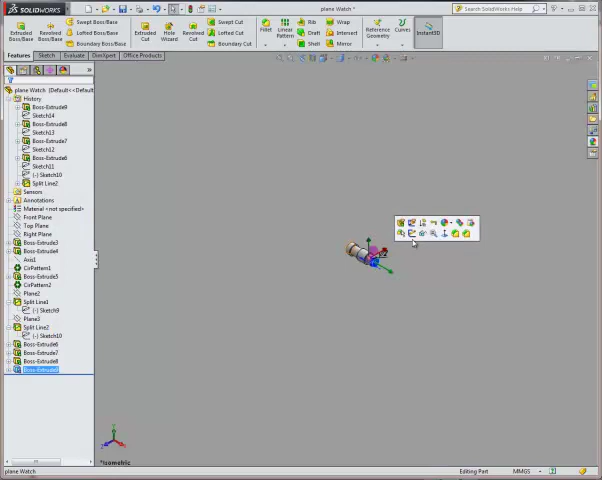 SOLIDWORKS
plane Watch *
Search SolidWorks Help
Extruded Boss/Base
Revolved Boss/Base
Swept Boss/Base
Lofted Boss/Base
Boundary Boss/Base
Extruded Cut
Hole Wizard
Revolved Cut
Swept Cut
Lofted Cut
Boundary Cut
Fillet
Linear Pattern
Rib
Draft
Shell
Wrap
Intersect
Mirror
Reference Geometry
Curves
Instant3D
Features
Sketch
Evaluate
DimXpert
Office Products
plane Watch (Default<<Default
History
Boss-Extrude9
Sketch14
Boss-Extrude8
Sketch13
Boss-Extrude7
Sketch12
Boss-Extrude6
Sketch11
(-) Sketch10
Split Line2
Sensors
Annotations
Material <not specified>
Front Plane
Top Plane
Right Plane
Boss-Extrude3
Boss-Extrude4
Axis1
CirPattern1
Boss-Extrude5
CirPattern2
Plane2
Split Line1
(-) Sketch9
Plane3
Split Line2
(-) Sketch10
Boss-Extrude6
Boss-Extrude7
Boss-Extrude8
Boss-Extrude9
Y
Z
X
*Isometric
plane Watch
Editing Part
MMGS